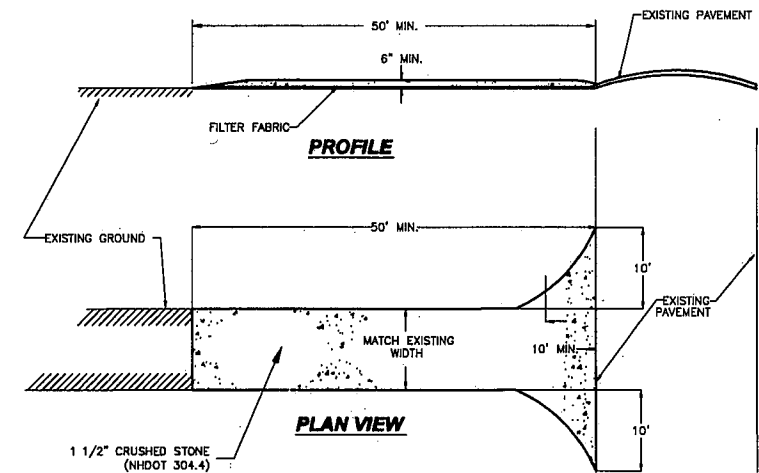 50' MIN.
EXISTING PAVEMENT
6" MIN.
FILTER FABRIC
PROFILE
50' MIN.
EXISTING GROUND
10'
EXISTING
PAVEMENT
MATCH EXISTING
WIDTH
10' MIN.
PLAN VIEW
10'
1 1/2" CRUSHED STONE
(NHDOT 304.4)